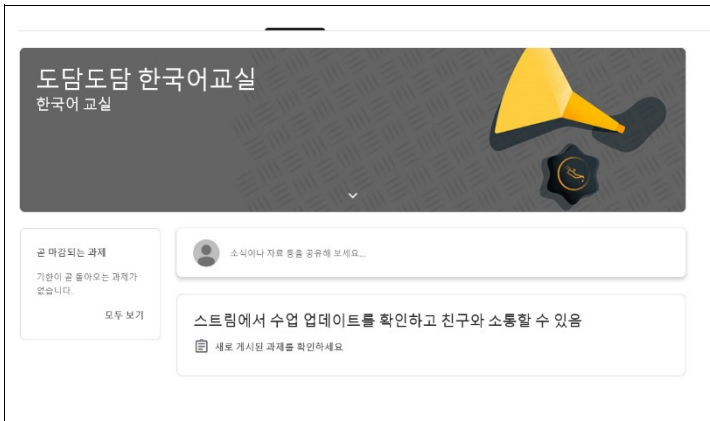 도담도담 한국어교실
한국어 교실
곧 마감되는 과제
기한이 곧 돌아오는 과제가
없습니다.
모두 보기
소식이나 자료 등을 공유해 보세요...
스트림에서 수업 업데이트를 확인하고 친구와 소통할 수 있음
새로 게시된 과제를 확인하세요